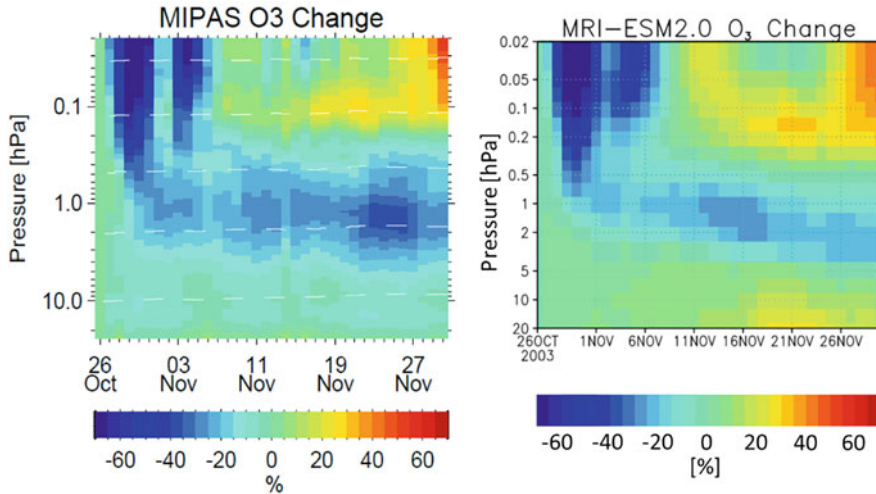 MIPAS O3 Change
Pressure [hPa]
0.1
1.0
10.0
26 03 11 19 27
Oct Nov Nov Nov Nov
-60 -40 -20 0 20 40 60
%
MRI-ESM2.0 O₃ Change
Pressure [hPa]
0.02
0.05
0.1
0.2
0.5
1
2
5
10
20
26OCT 1NOV 6NOV 11NOV 16NOV 21NOV 26NOV
2003
-60 -40 -20 0 20 40 60
[%]